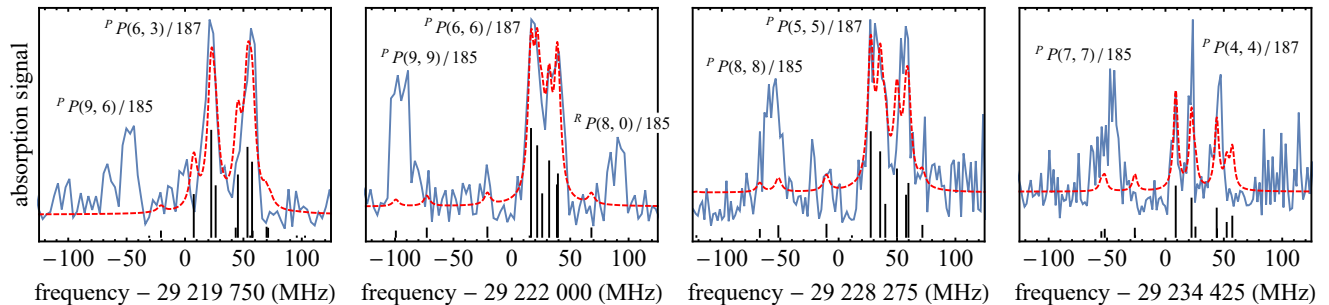 absorption signal
P P(6, 3)/187
P P(9, 6)/185
−100 −50 0 50 100
frequency − 29 219 750 (MHz)
P P(6, 6)/187
P P(9, 9)/185
R P(8, 0)/185
−100 −50 0 50 100
frequency − 29 222 000 (MHz)
P P(5, 5)/187
P P(8, 8)/185
−100 −50 0 50 100
frequency − 29 228 275 (MHz)
P P(7, 7)/185
P P(4, 4)/187
−100 −50 0 50 100
frequency − 29 234 425 (MHz)